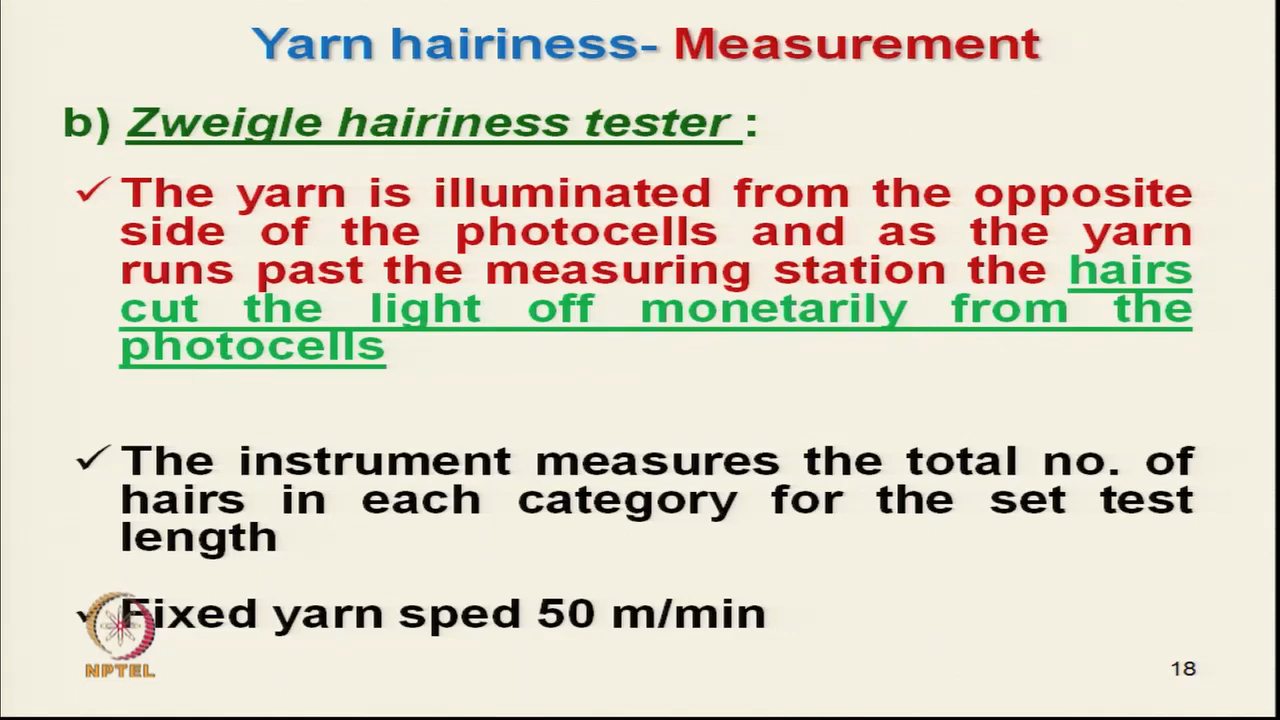 Yarn hairiness- Measurement
b) Zweigle hairiness tester :
✓ The yarn is illuminated from the opposite
side of the photocells and as the yarn
runs past the measuring station the hairs
cut the light off monetarily from the
photocells
✓ The instrument measures the total no. of
hairs in each category for the set test
length
✓ Fixed yarn sped 50 m/min
NPTEL
18